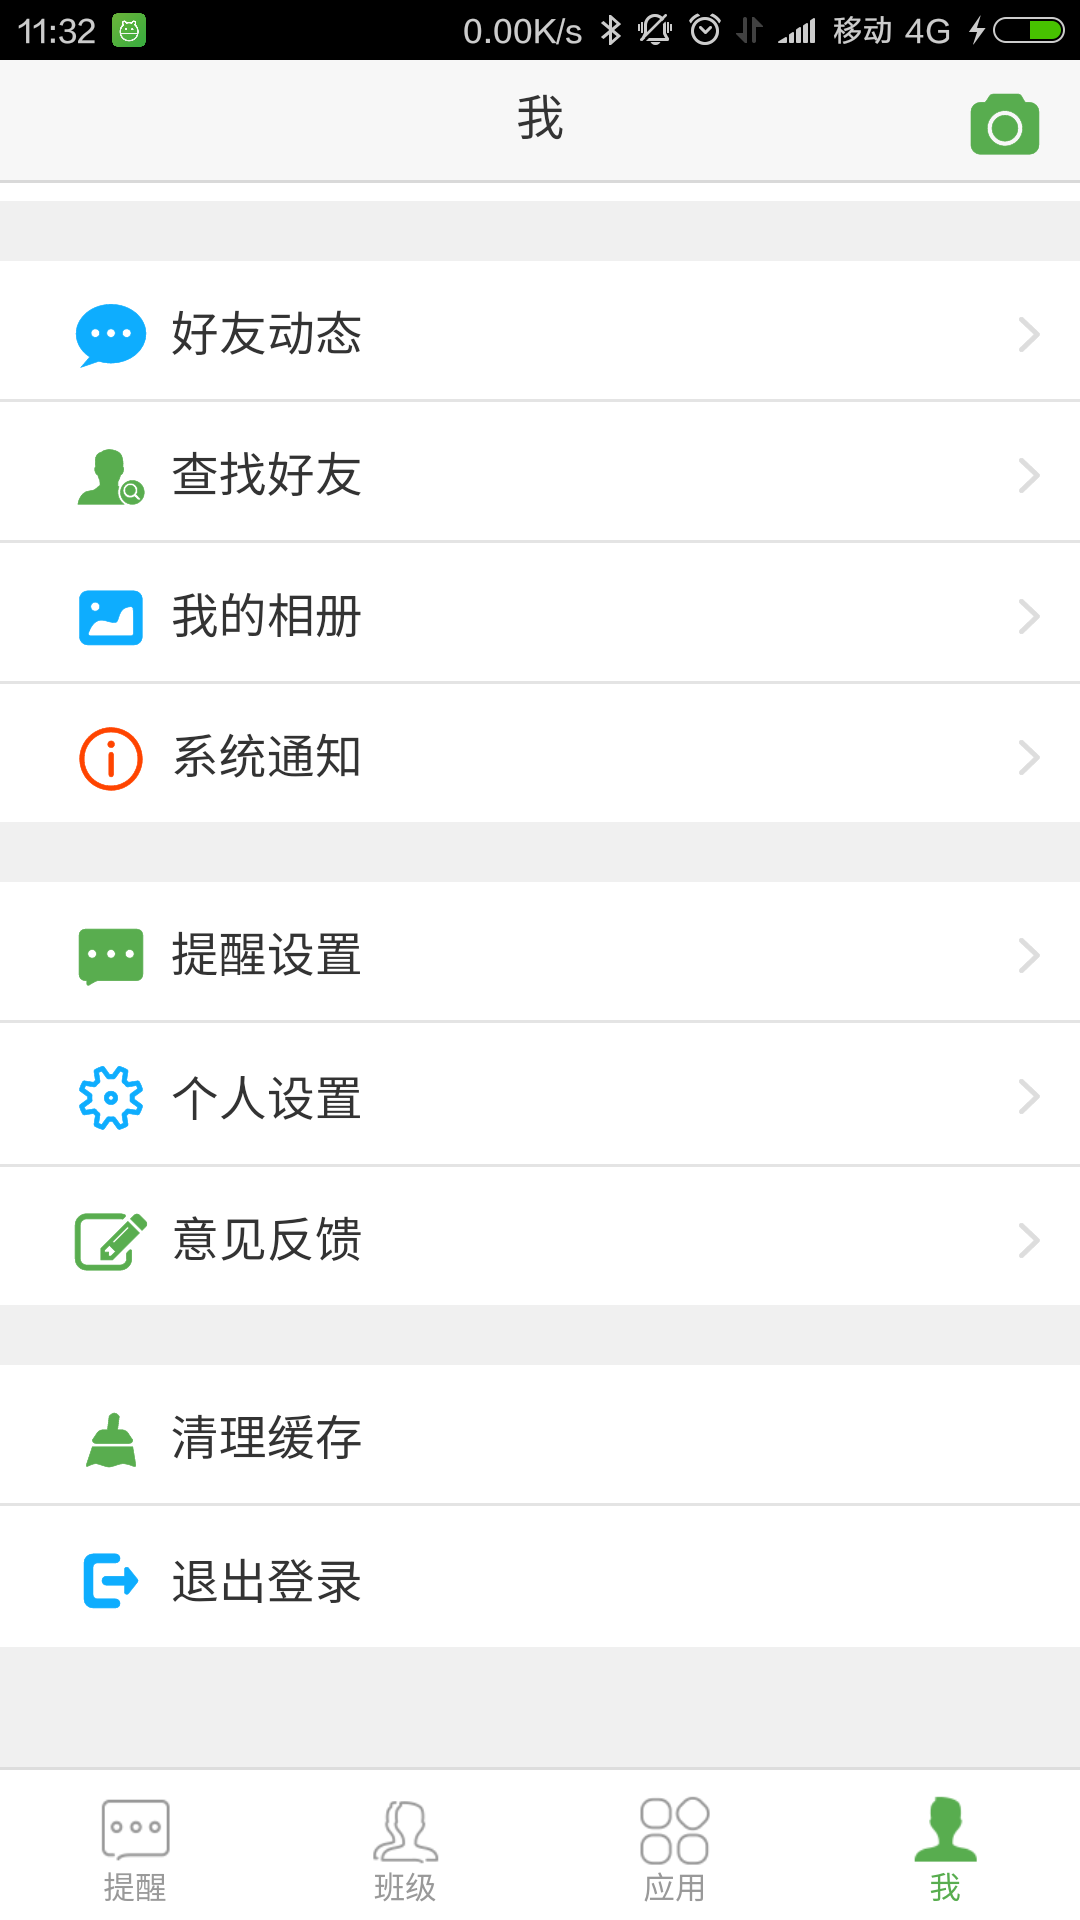 11:32 0.00K/s 移动 4G
我
好友动态
查找好友
我的相册
系统通知
提醒设置
个人设置
意见反馈
清理缓存
退出登录
提醒 班级 应用 我